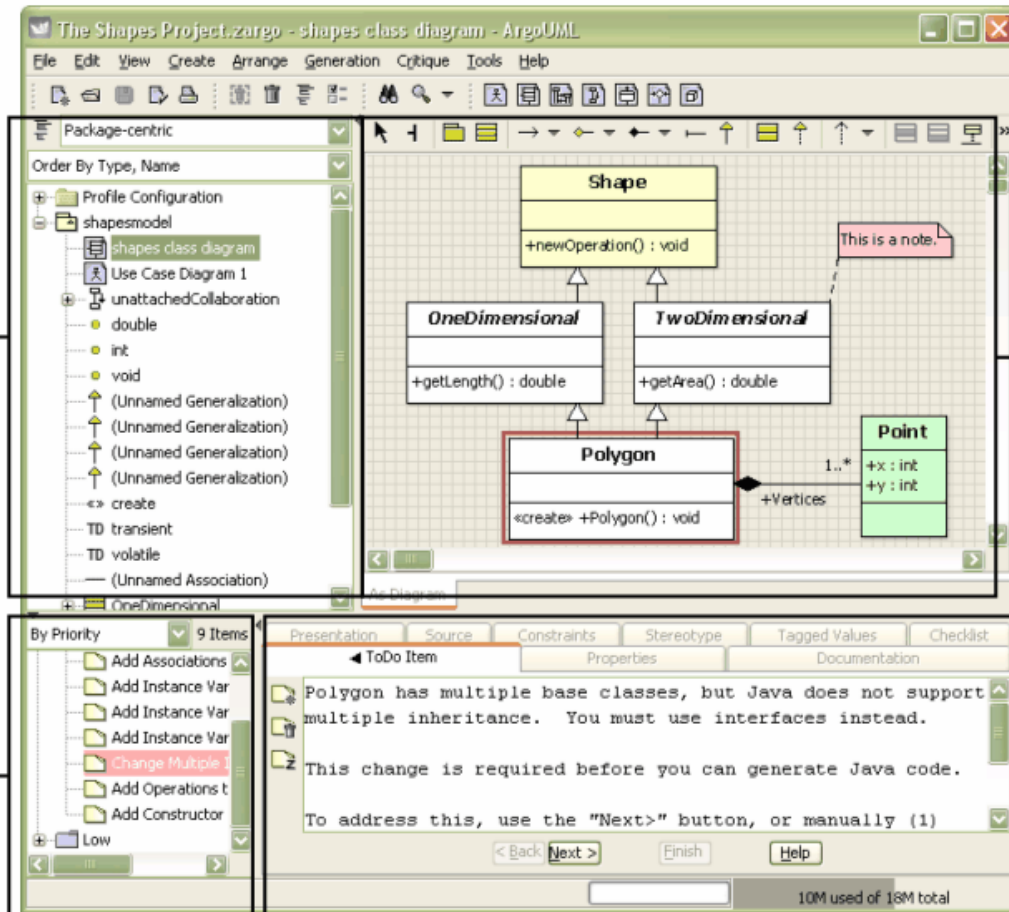 The Shapes Project.zargo - shapes class diagram - ArgoUML
File Edit View Create Arrange Generation Critique Tools Help
Package-centric
Order By Type, Name
Profile Configuration
shapesmodel
shapes class diagram
Use Case Diagram 1
unattachedCollaboration
double
int
void
(Unnamed Generalization)
(Unnamed Generalization)
(Unnamed Generalization)
(Unnamed Generalization)
«» create
TD transient
TD volatile
(Unnamed Association)
OneDimensional
Shape
+newOperation() : void
This is a note.
OneDimensional
+getLength() : double
TwoDimensional
+getArea() : double
Polygon
«create» +Polygon() : void
1..*
+Vertices
Point
+x : int
+y : int
As Diagram
By Priority
9 Items
Add Associations
Add Instance Var
Add Instance Var
Add Instance Var
Change Multiple I
Add Operations t
Add Constructor
Low
Presentation Source Constraints Stereotype Tagged Values Checklist
ToDo Item Properties Documentation
Polygon has multiple base classes, but Java does not support
multiple inheritance. You must use interfaces instead.
This change is required before you can generate Java code.
To address this, use the "Next>" button, or manually (1)
< Back Next > Finish Help
10M used of 18M total